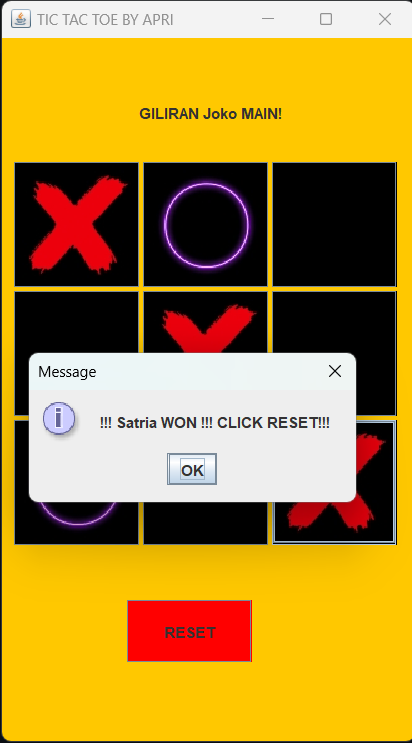 TIC TAC TOE BY APRI
GILIRAN Joko MAIN!
Message
!!! Satria WON !!! CLICK RESET!!!
OK
RESET